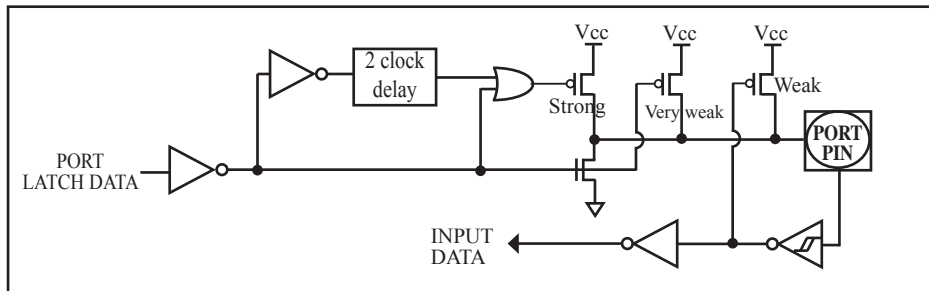 Vcc Vcc Vcc
2 clock
delay
Strong
Very weak
Weak
PORT
PIN
PORT
LATCH DATA
INPUT
DATA